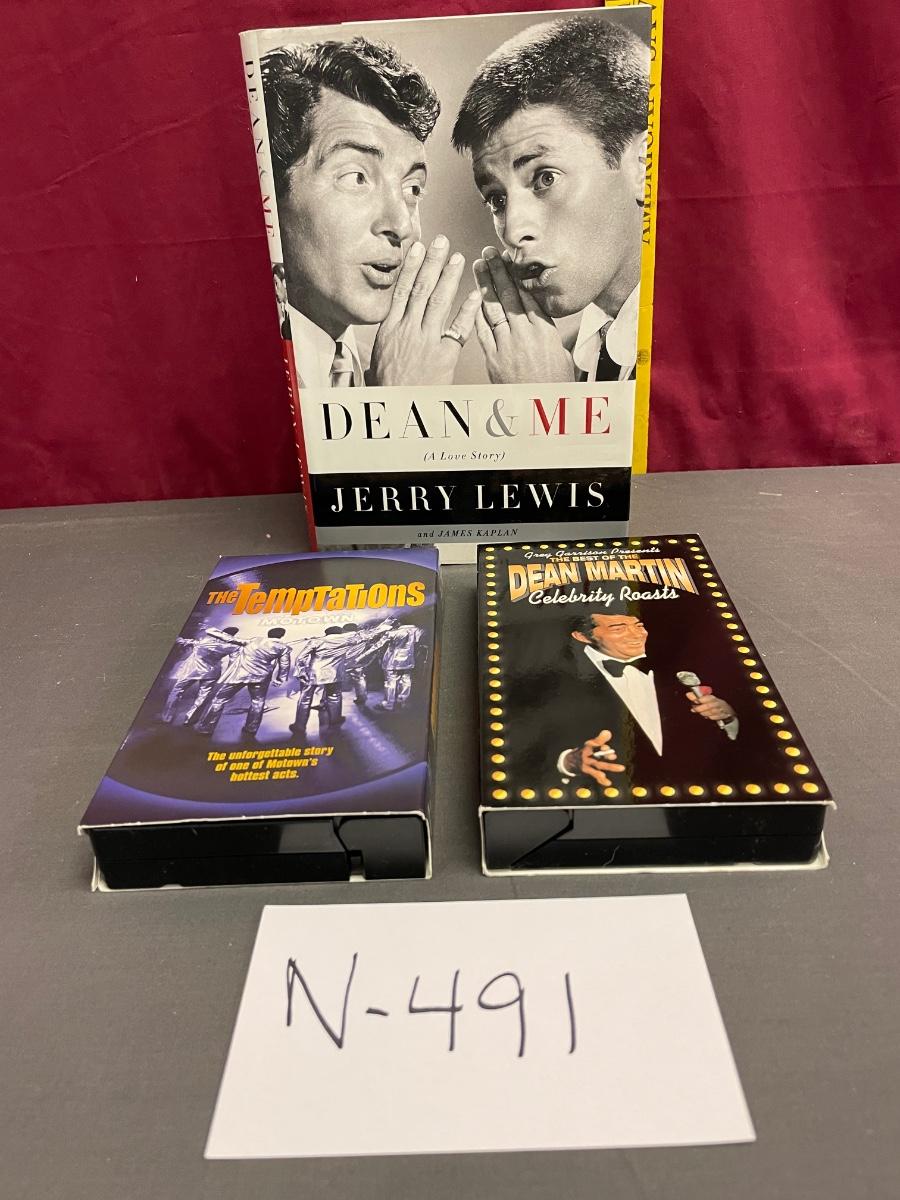 DEAN & ME
AMERICAN
DEAN & ME
(A Love Story)
JERRY LEWIS
and JAMES KAPLAN
THE TEMPTATIONS
MOTOWN
The unforgettable story
of one of Motown's
hottest acts.
Greg Garrison Presents
THE BEST OF THE
DEAN MARTIN
Celebrity Roasts
N-491